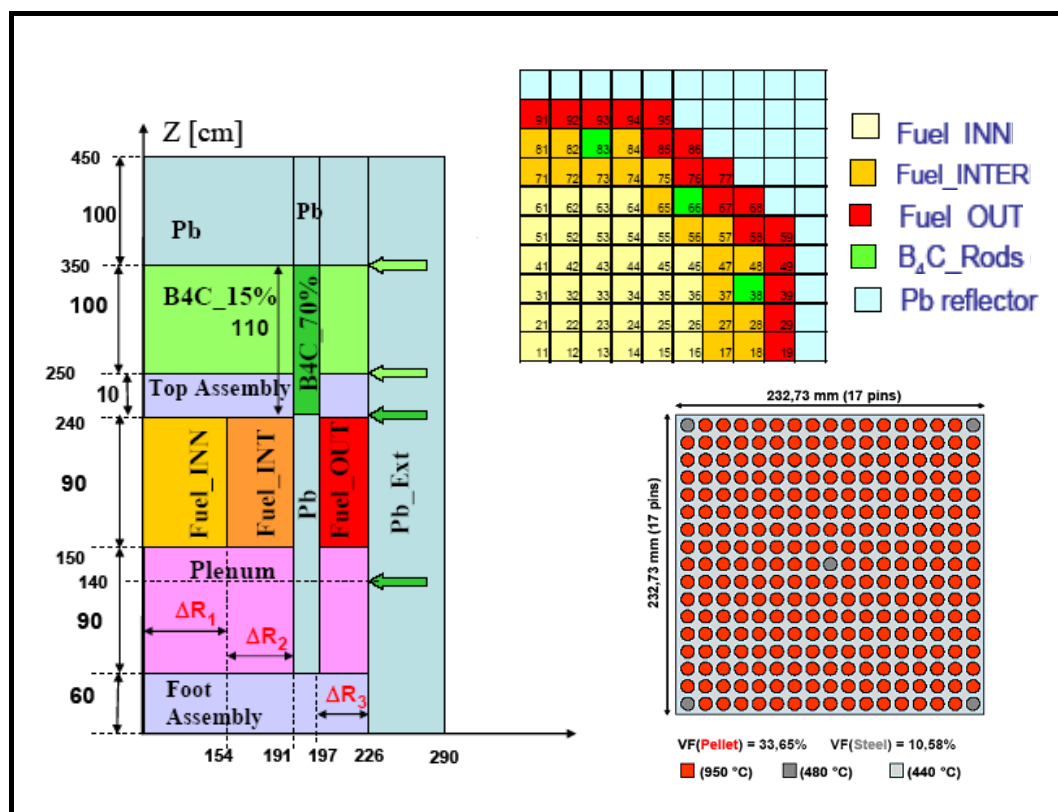 Z [cm]
450
100
Pb
Pb
350
100
B4C_15%
110
B4C_70%
250
10
Top Assembly
240
90
Fuel_INN
Fuel_INT
Pb
Fuel_OUT
Pb_Ext
150
Plenum
140
90
ΔR₁
ΔR₂
60
Foot
Assembly
ΔR₃
154 191 197 226 290
91 92 93 94 95
81 82 83 84 85 86
71 72 73 74 75 76 77
61 62 63 64 65 66 67 68
51 52 53 54 55 56 57 58 59
41 42 43 44 45 46 47 48 49
31 32 33 34 35 36 37 38 39
21 22 23 24 25 26 27 28 29
11 12 13 14 15 16 17 18 19
Fuel INN
Fuel_INTER
Fuel OUT
B₄C_Rods
Pb reflector
232,73 mm (17 pins)
232,73 mm (17 pins)
VF(Pellet) = 33,65% VF(Steel) = 10,58%
(950 °C) (480 °C) (440 °C)